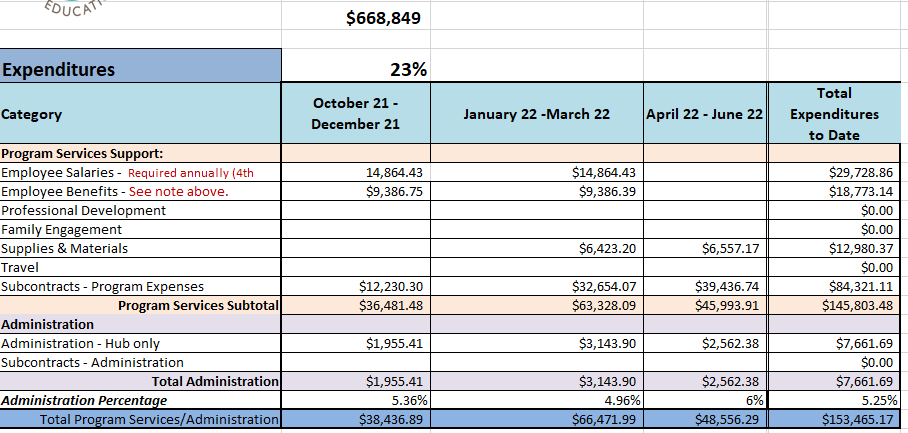 EDUCATI
$668,849
Expenditures 23%
Category October 21 - December 21 January 22 -March 22 April 22 - June 22 Total Expenditures to Date
Program Services Support:
Employee Salaries - Required annually (4th 14,864.43 $14,864.43 $29,728.86
Employee Benefits - See note above. $9,386.75 $9,386.39 $18,773.14
Professional Development $0.00
Family Engagement $0.00
Supplies & Materials $6,423.20 $6,557.17 $12,980.37
Travel $0.00
Subcontracts - Program Expenses $12,230.30 $32,654.07 $39,436.74 $84,321.11
Program Services Subtotal $36,481.48 $63,328.09 $45,993.91 $145,803.48
Administration
Administration - Hub only $1,955.41 $3,143.90 $2,562.38 $7,661.69
Subcontracts - Administration $0.00
Total Administration $1,955.41 $3,143.90 $2,562.38 $7,661.69
Administration Percentage 5.36% 4.96% 6% 5.25%
Total Program Services/Administration $38,436.89 $66,471.99 $48,556.29 $153,465.17